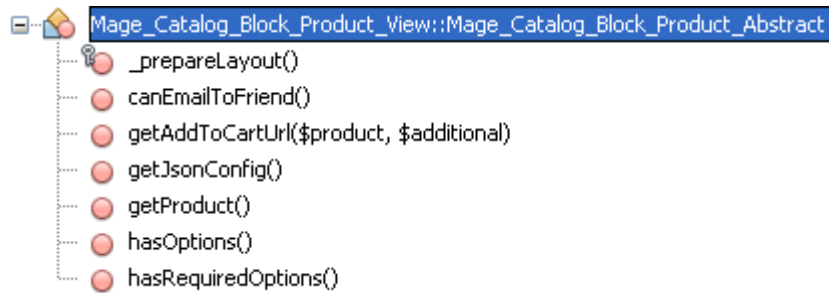 Mage_Catalog_Block_Product_View::Mage_Catalog_Block_Product_Abstract
_prepareLayout()
canEmailToFriend()
getAddToCartUrl($product, $additional)
getJsonConfig()
getProduct()
hasOptions()
hasRequiredOptions()